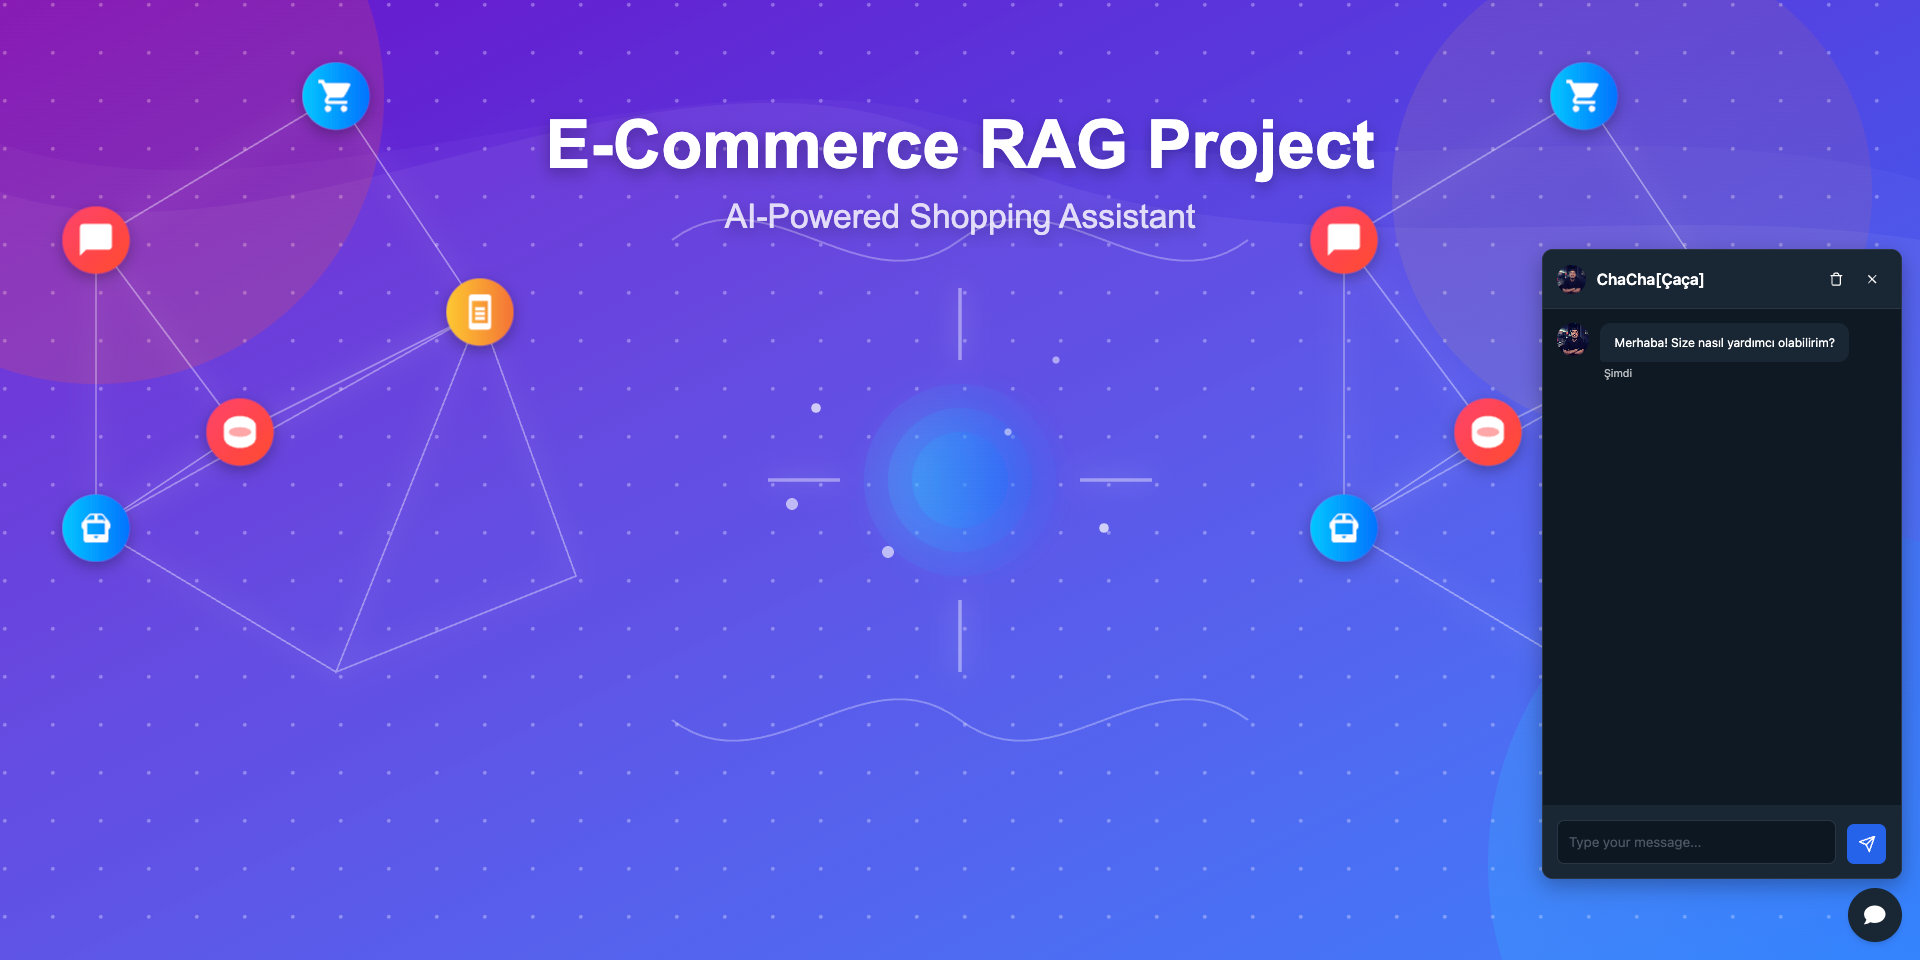 E-Commerce RAG Project
AI-Powered Shopping Assistant
ChaCha[Çaça]
Merhaba! Size nasıl yardımcı olabilirim?
Şimdi
Type your message...